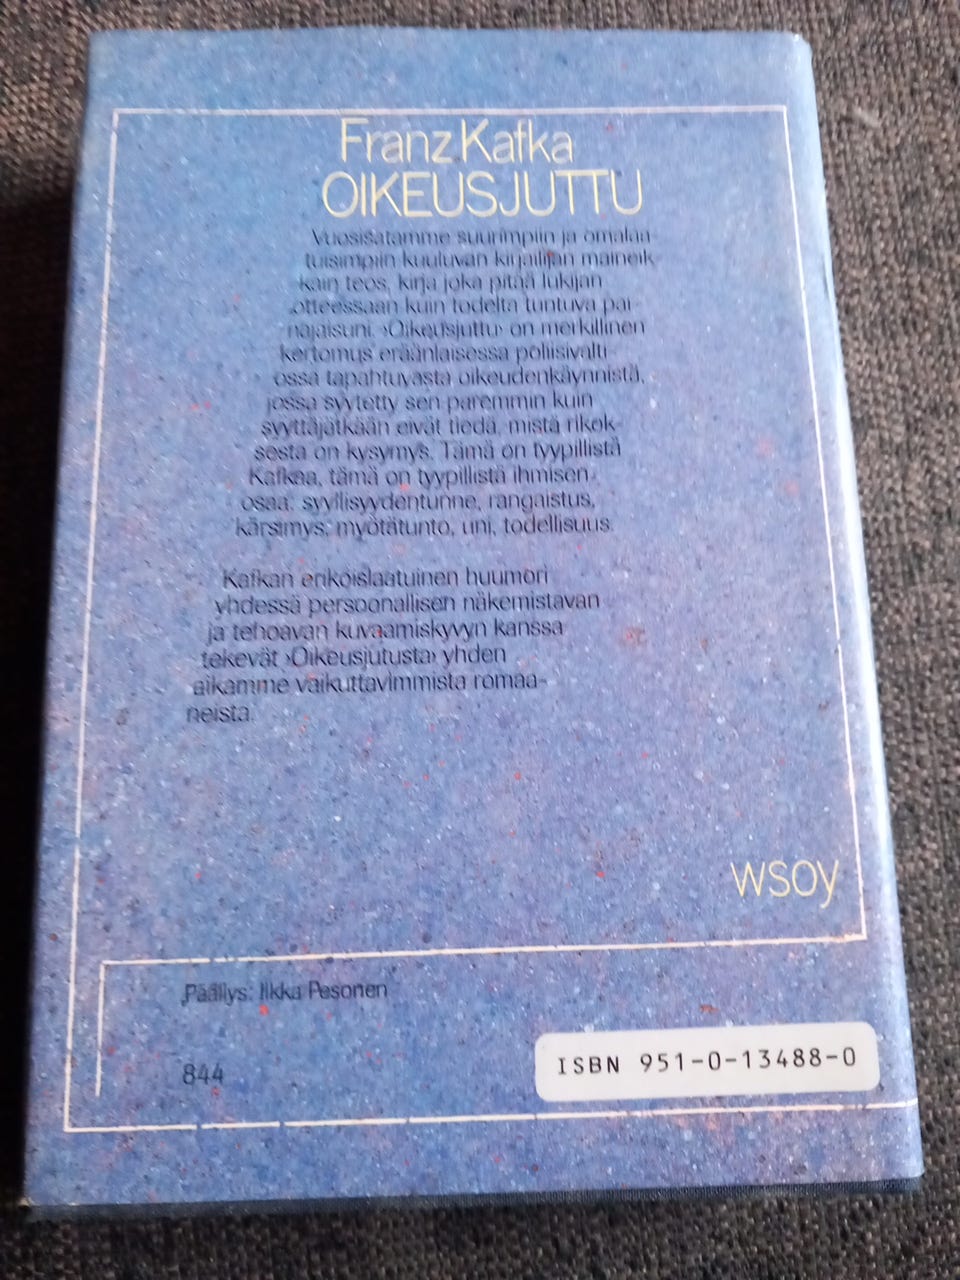 Franz Kafka
OIKEUSJUTTU
Vuosisatamme suurimpiin ja omalaa-
tuisimpiin kuuluvan kirjailijan maineik-
kain teos, kirja joka pitää lukijan
otteessaan kuin todelta tuntuva pai-
najaisuni. ›Oikeusjuttu› on merkillinen
kertomus eräänlaisessa poliisivalti-
ossa tapahtuvasta oikeudenkäynnistä,
jossa syytetty sen paremmin kuin
syyttäjätkään eivät tiedä, mistä rikok-
sesta on kysymys. Tämä on tyypillistä
Kafkaa, tämä on tyypillistä ihmisen
osaa: syyllisyydentunne, rangaistus,
kärsimys, myötätunto, uni, todellisuus.
Kafkan erikoislaatuinen huumori
yhdessä persoonallisen näkemistavan
ja tehoavan kuvaamiskyvyn kanssa
tekevät ›Oikeusjutusta› yhden
aikamme vaikuttavimmista romaa-
neista.
wsoy
Päällys: Ilkka Pesonen
844
ISBN 951-0-13488-0